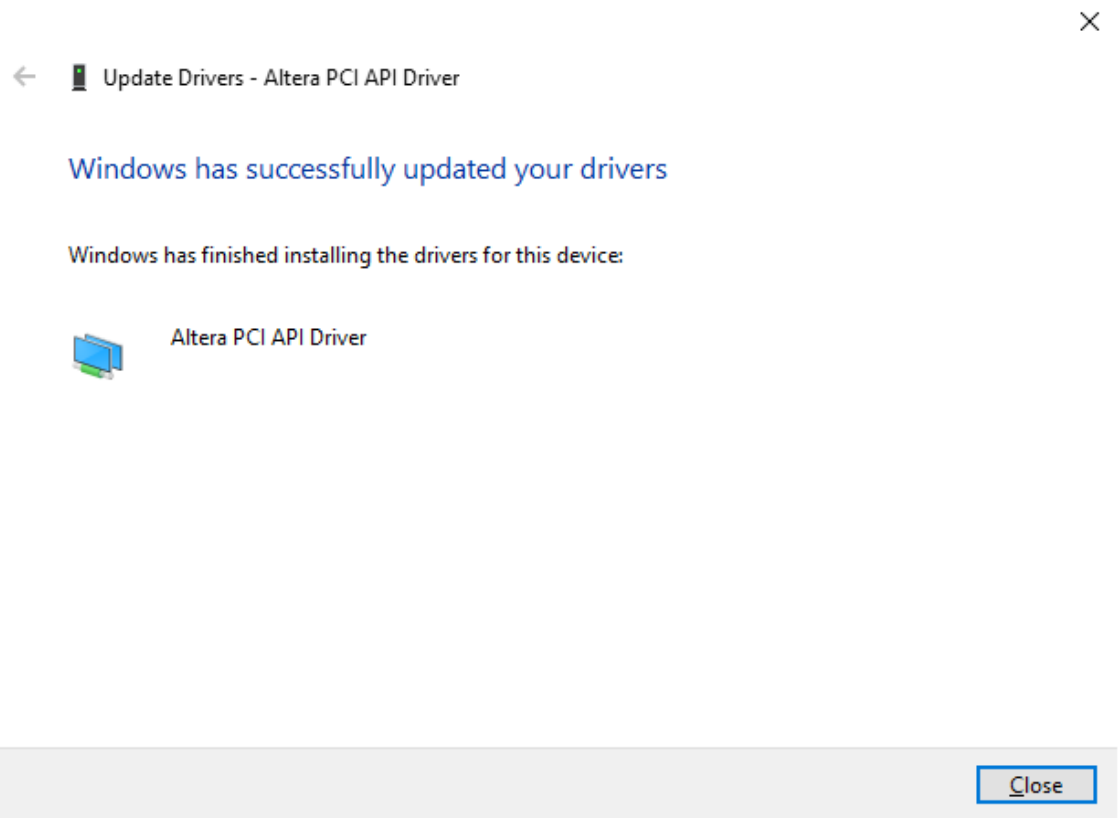 Update Drivers - Altera PCI API Driver
Windows has successfully updated your drivers
Windows has finished installing the drivers for this device:
Altera PCI API Driver
Close